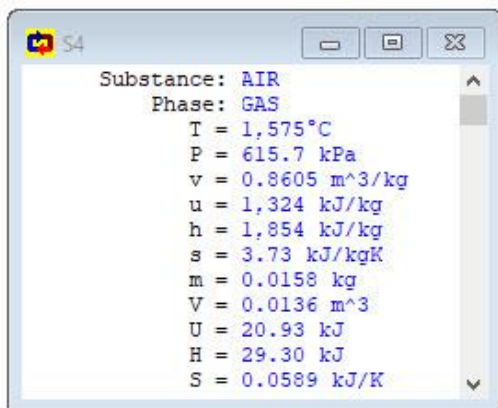 S4
Substance: AIR
Phase: GAS
T = 1,575°C
P = 615.7 kPa
v = 0.8605 m^3/kg
u = 1,324 kJ/kg
h = 1,854 kJ/kg
s = 3.73 kJ/kgK
m = 0.0158 kg
V = 0.0136 m^3
U = 20.93 kJ
H = 29.30 kJ
S = 0.0589 kJ/K